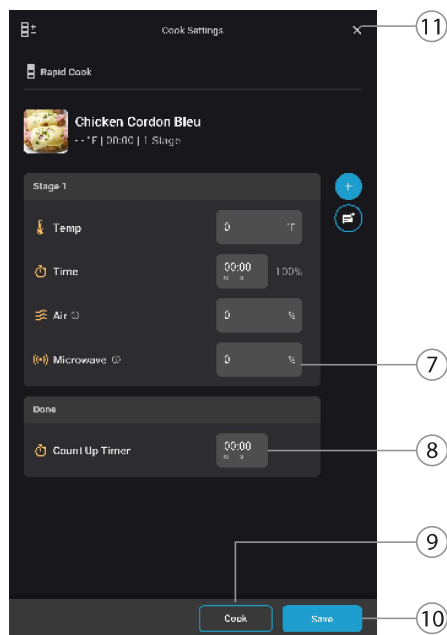 Cook Settings
11
Rapid Cook
Chicken Cordon Bleu
--°F | 00:00 | 1 Stage
Stage 1
Temp 0 °F
Time 00:00 100%
M S
Air 0 %
Microwave 0 % 7
Done
Count Up Timer 00:00 8
M S
9
Cook Save 10